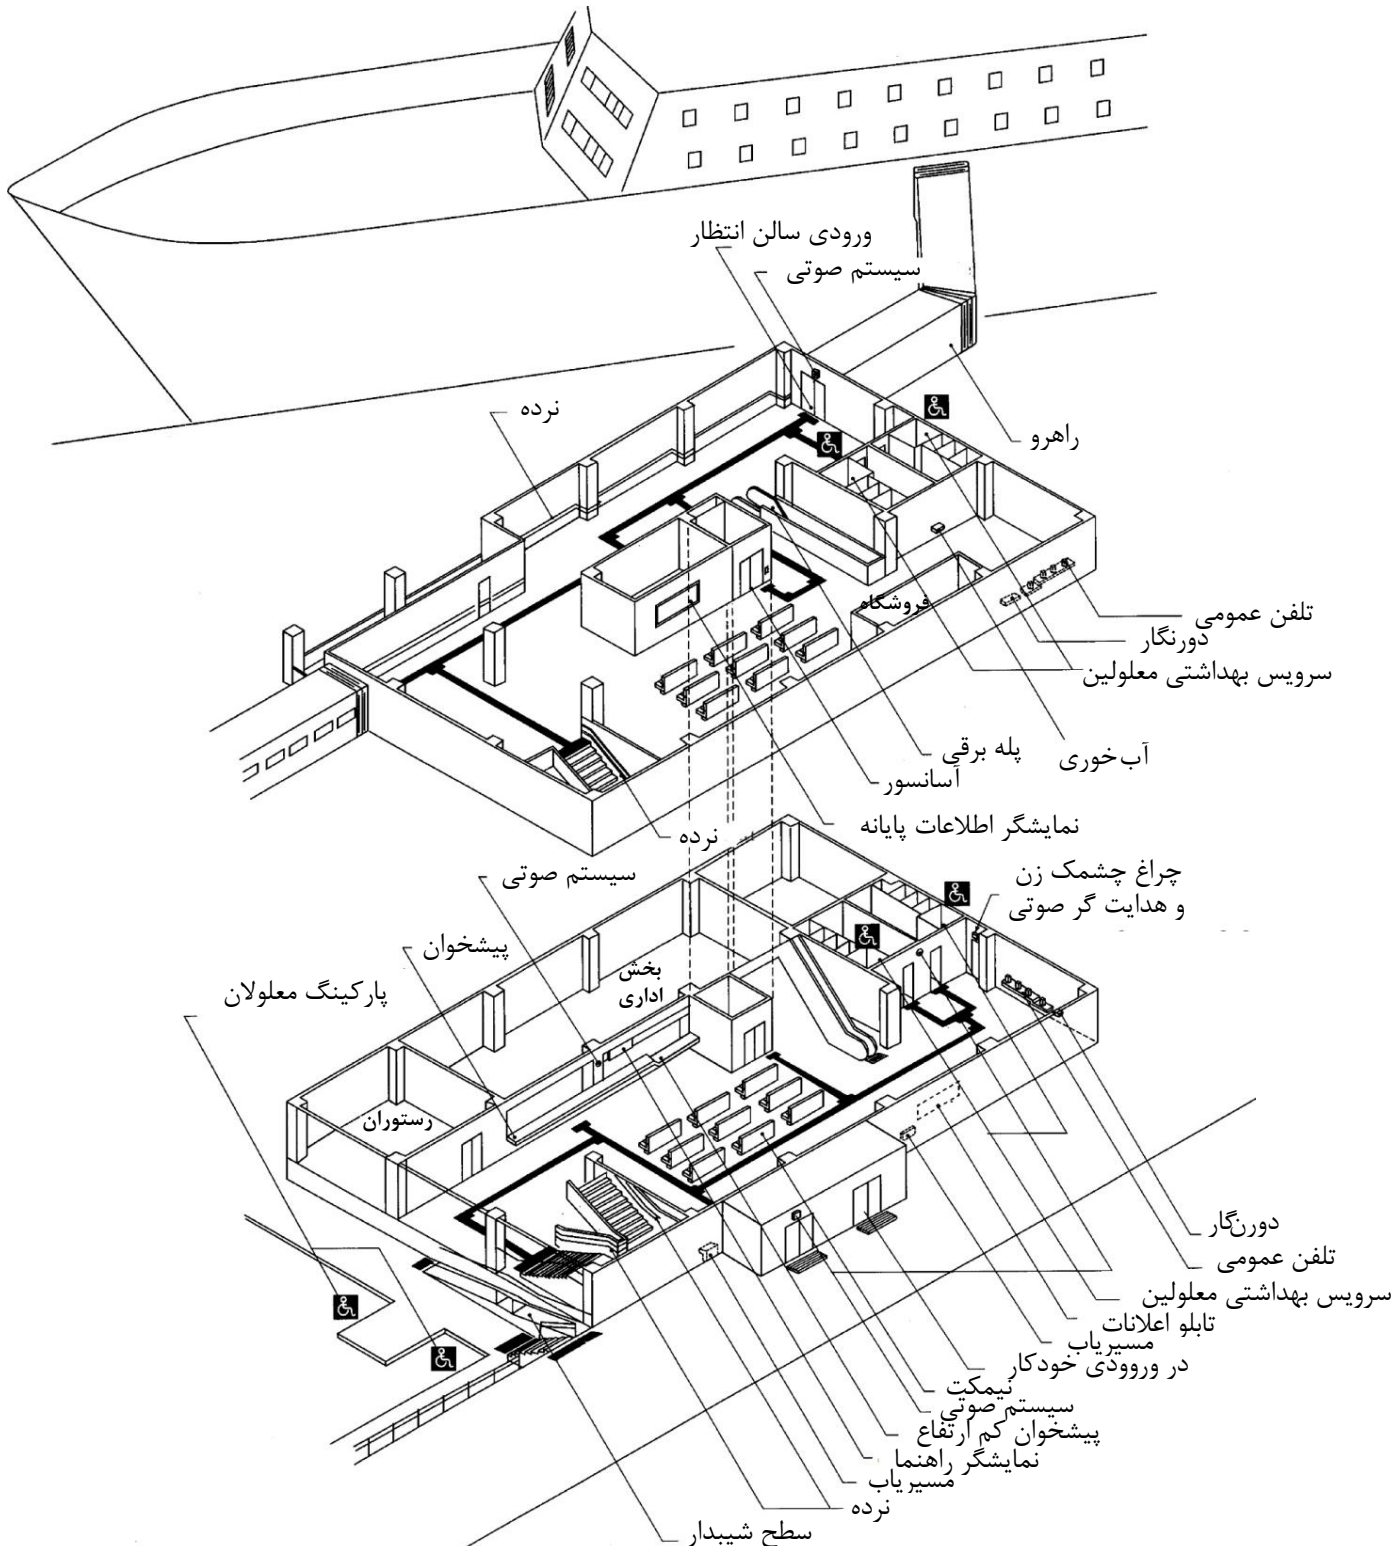 ورودی سالن انتظار
سیستم صوتی
نرده
راهرو
فروشگاه
تلفن عمومی
دورنگار
سرویس بهداشتی معلولین
پله برقی
آب‌خوری
آسانسور
نمایشگر اطلاعات پایانه
نرده
سیستم صوتی
چراغ چشمک زن
و هدایت گر صوتی
پیشخوان
بخش
اداری
پارکینگ معلولان
رستوران
دورنگار
تلفن عمومی
سرویس بهداشتی معلولین
تابلو اعلانات
مسیریاب
در وروودی خودکار
نیمکت
سیستم صوتی
پیشخوان کم ارتفاع
نمایشگر راهنما
مسیریاب
نرده
سطح شیبدار